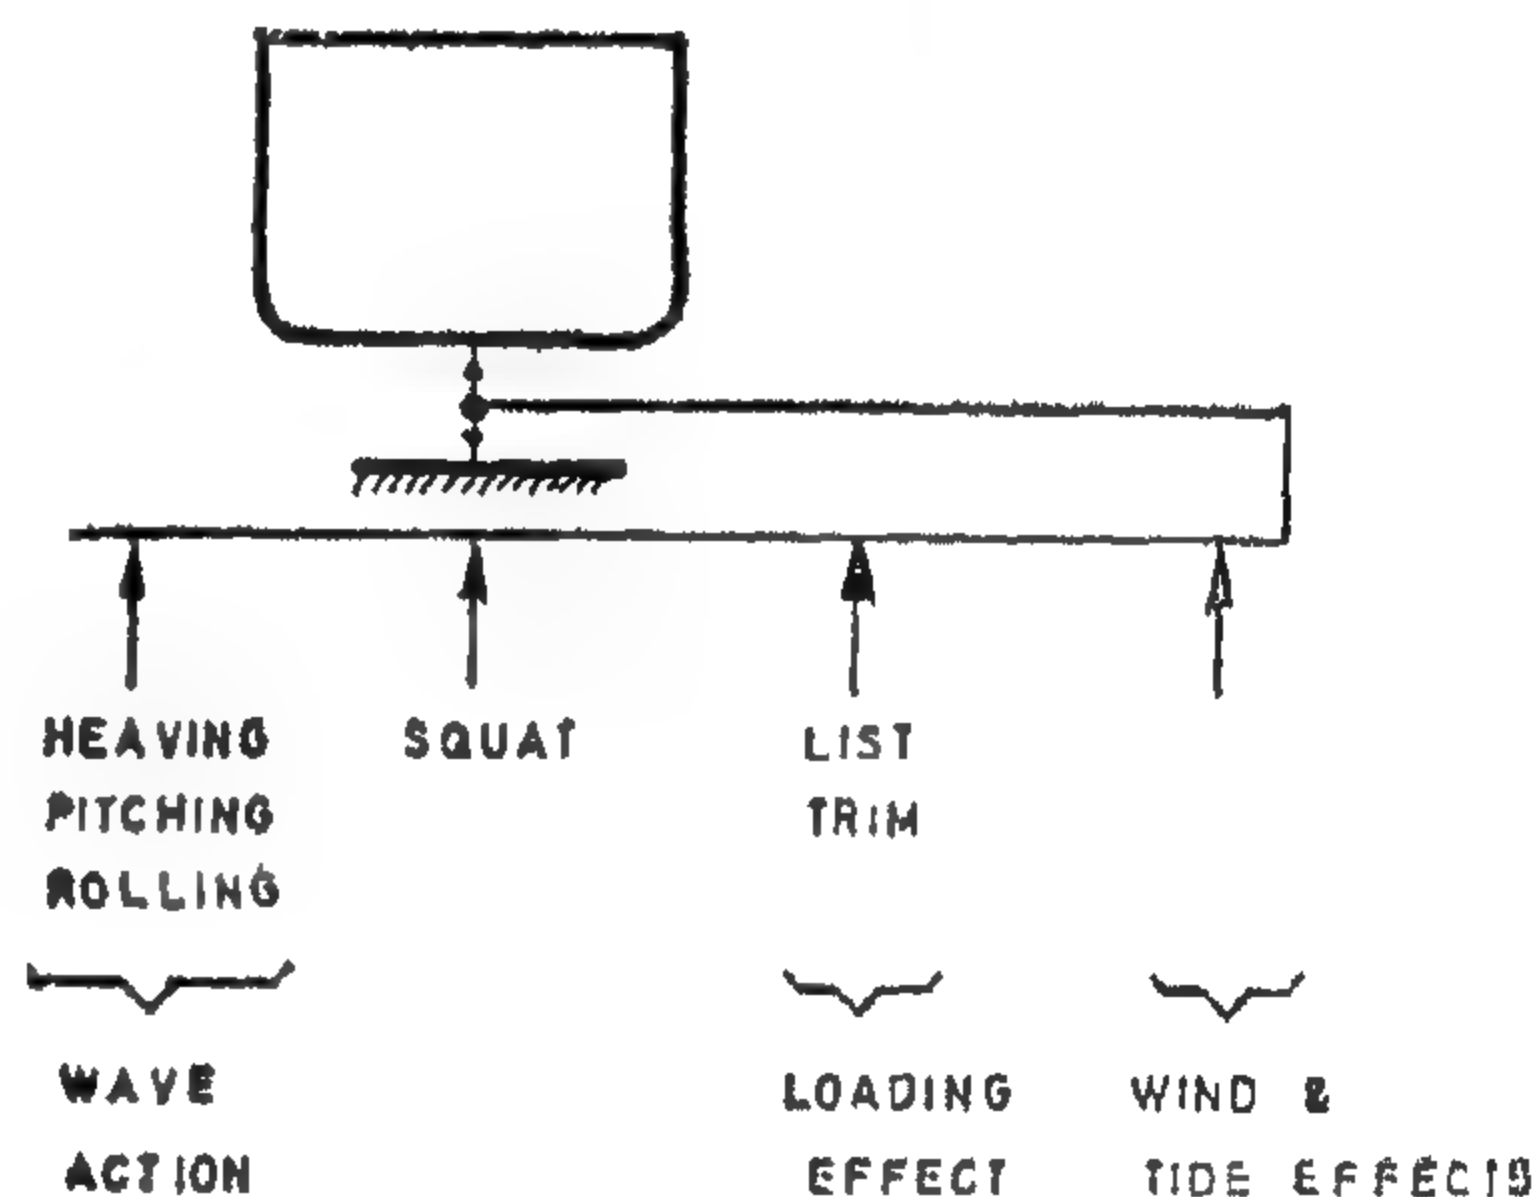 HEAVING
PITCHING
ROLLING
SQUAT
LIST
TRIM
WAVE
ACTION
LOADING
EFFECT
WIND &
TIDE EFFECTS